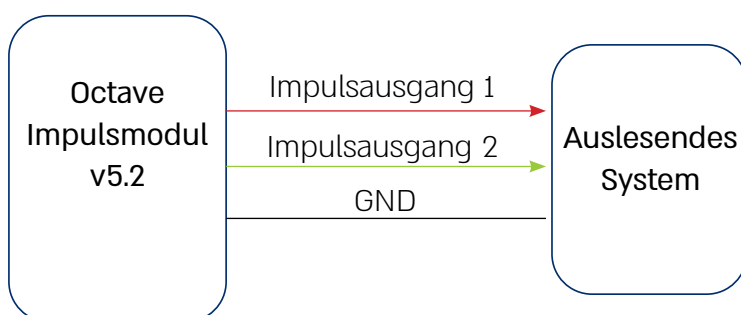 Octave
Impulsmodul
v5.2
Impulsausgang 1
Impulsausgang 2
GND
Auslesendes
System